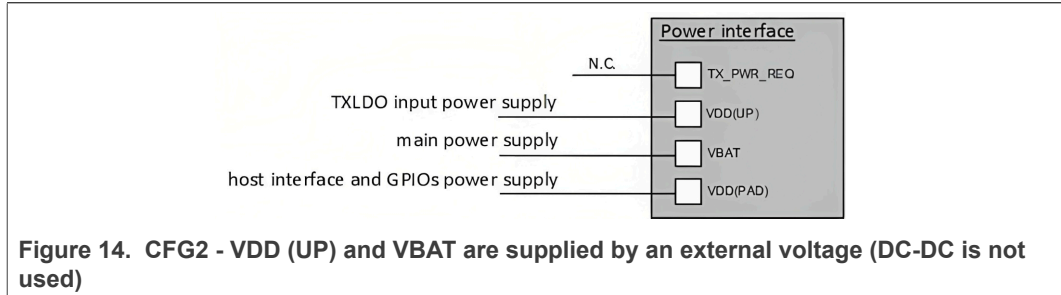 Power interface
N.C.
TX_PWR_REQ
TXLDO input power supply
VDD(UP)
main power supply
VBAT
host interface and GPIOs power supply
VDD(PAD)
Figure 14. CFG2 - VDD (UP) and VBAT are supplied by an external voltage (DC-DC is not
used)